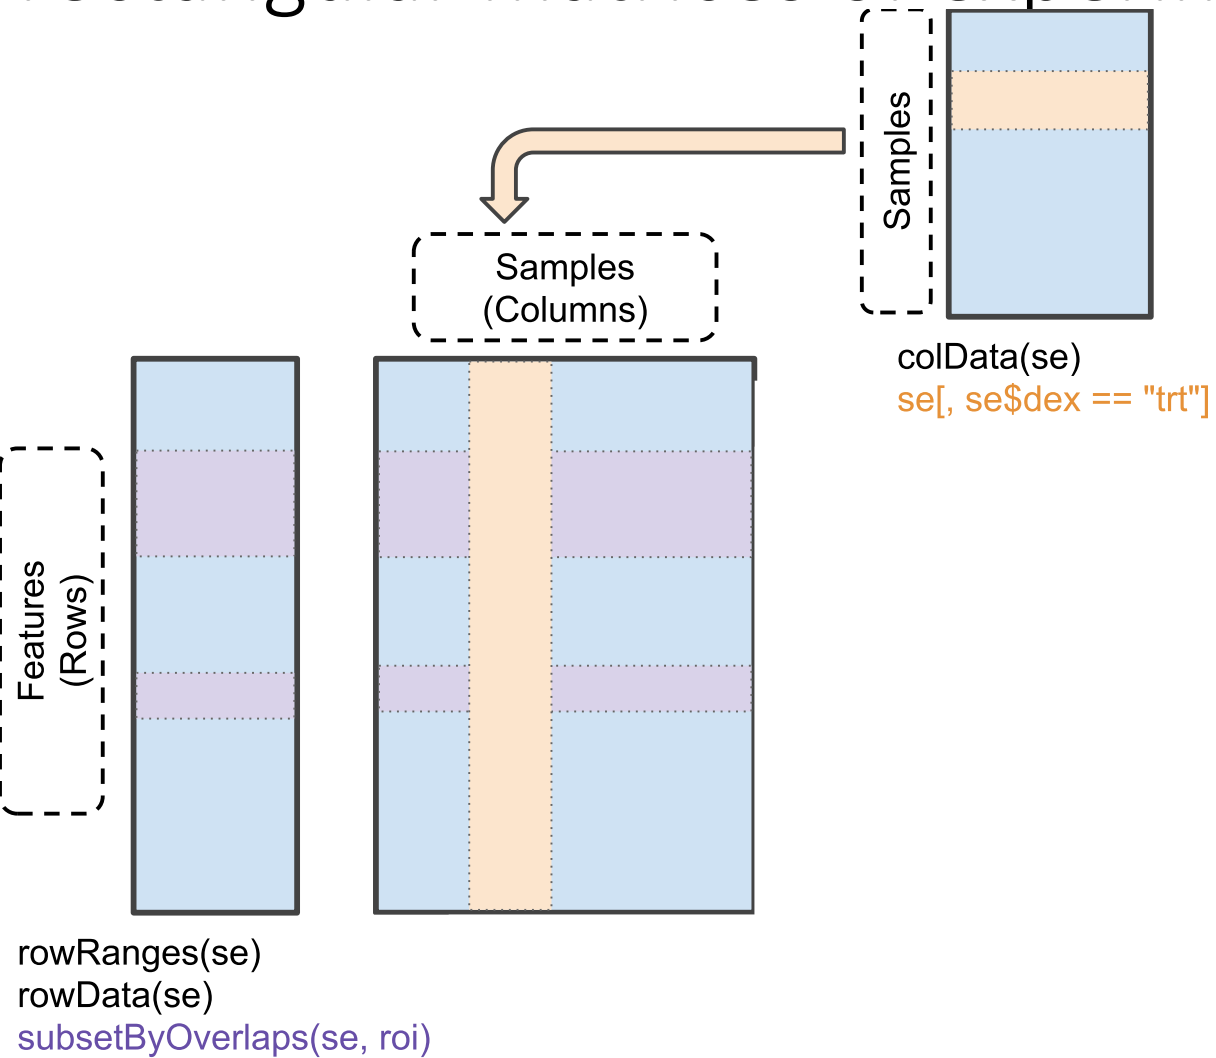 Samples
Samples
(Columns)
colData(se)
se[, se$dex == "trt"]
Features
(Rows)
rowRanges(se)
rowData(se)
subsetByOverlaps(se, roi)